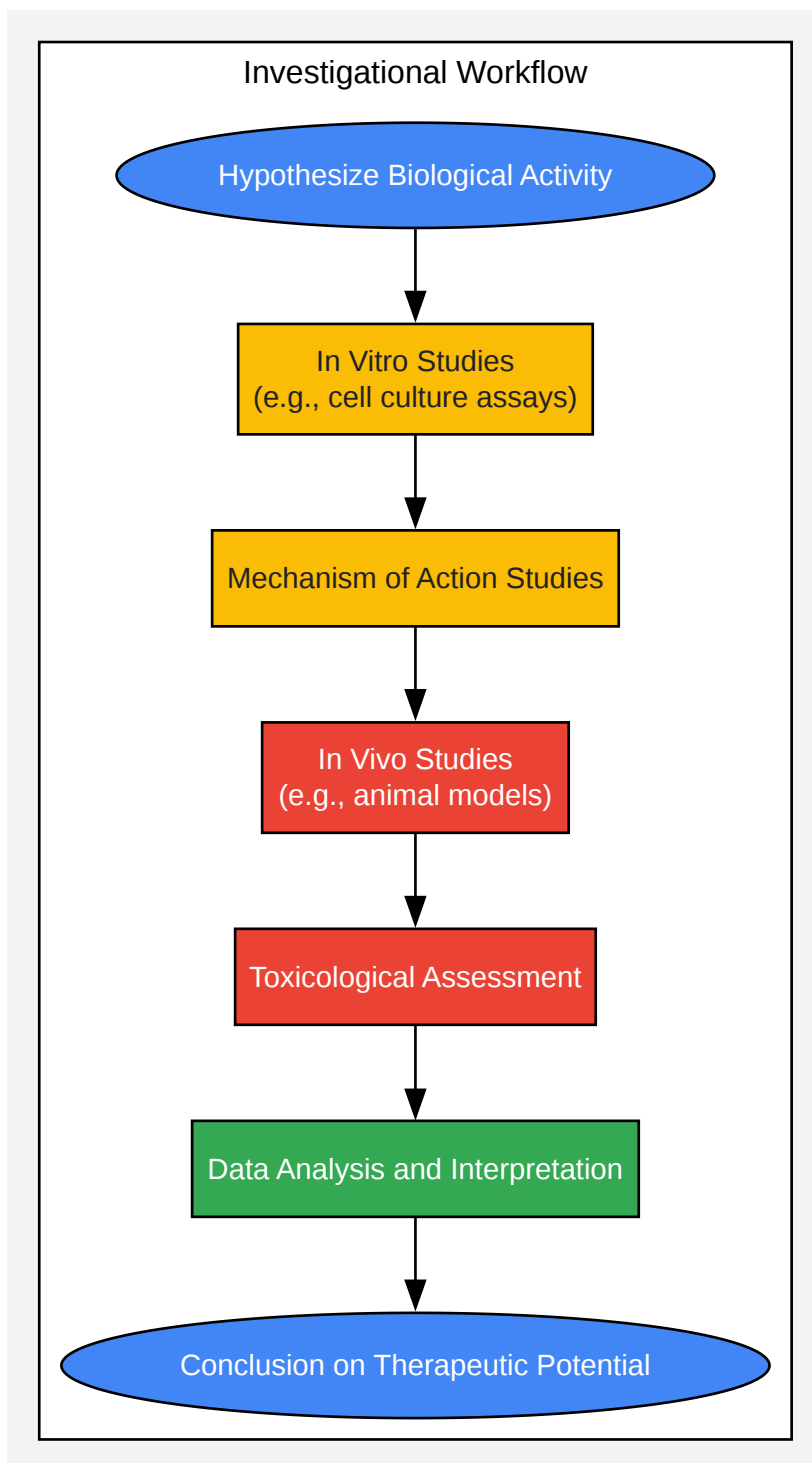 Investigational Workflow
Hypothesize Biological Activity
In Vitro Studies
(e.g., cell culture assays)
Mechanism of Action Studies
In Vivo Studies
(e.g., animal models)
Toxicological Assessment
Data Analysis and Interpretation
Conclusion on Therapeutic Potential